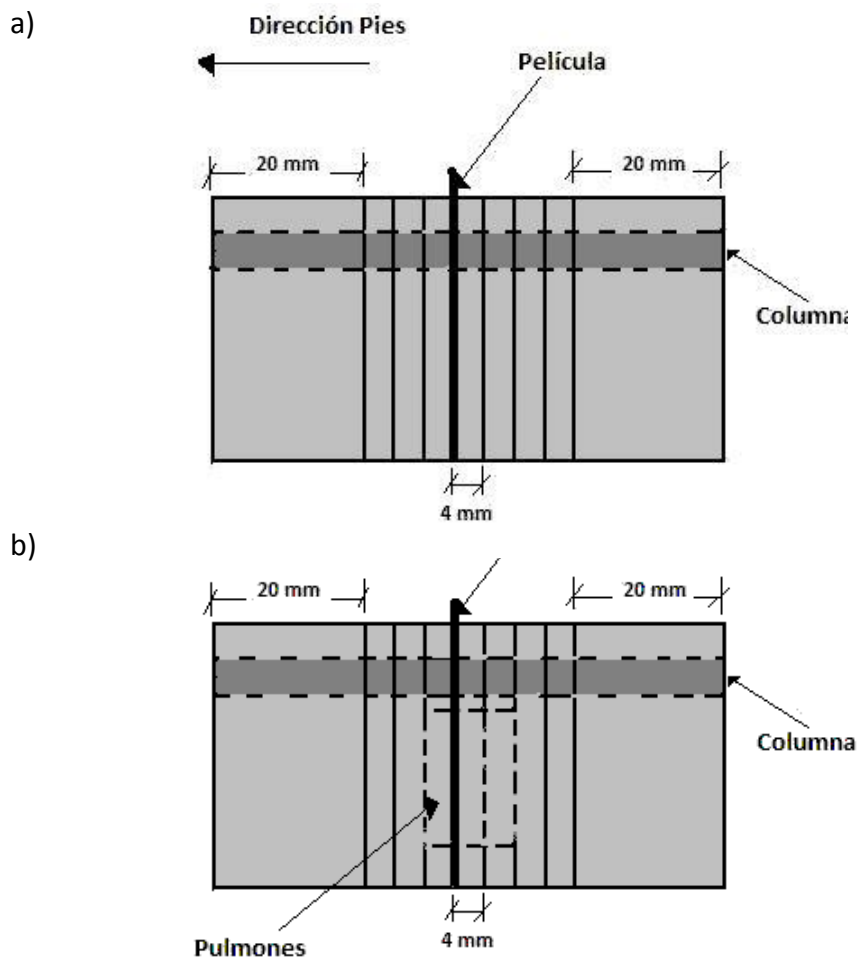 a)
Dirección Pies
Película
20 mm
20 mm
Columna
4 mm
b)
20 mm
20 mm
Columna
4 mm
Pulmones